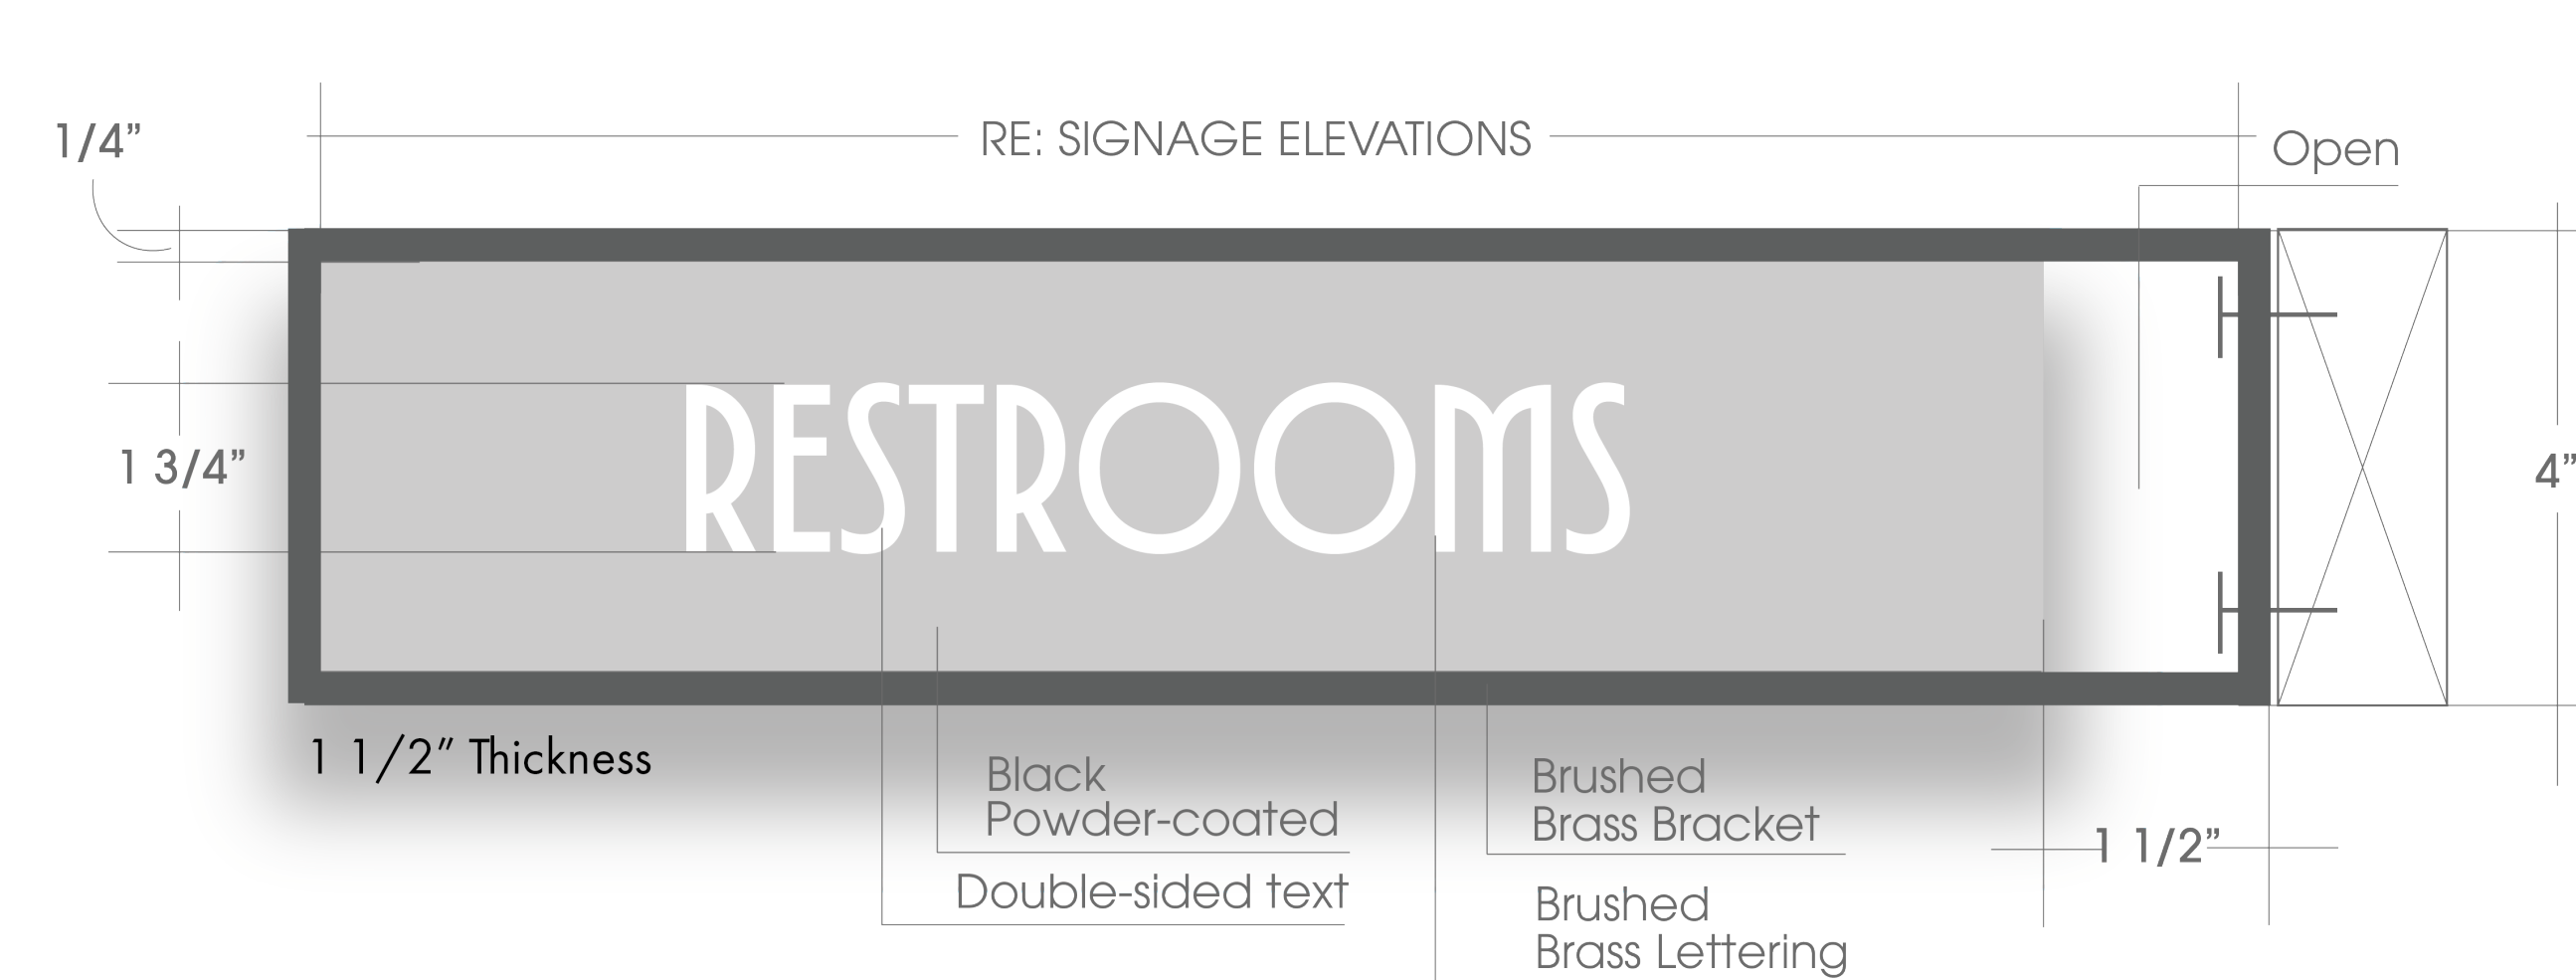 RE: SIGNAGE ELEVATIONS
1/4”
Open
1 3/4”
RESTROOMS
4”
1 1/2” Thickness
Black
Powder-coated
Double-sided text
Brushed
Brass Bracket
1 1/2”
Brushed
Brass Lettering